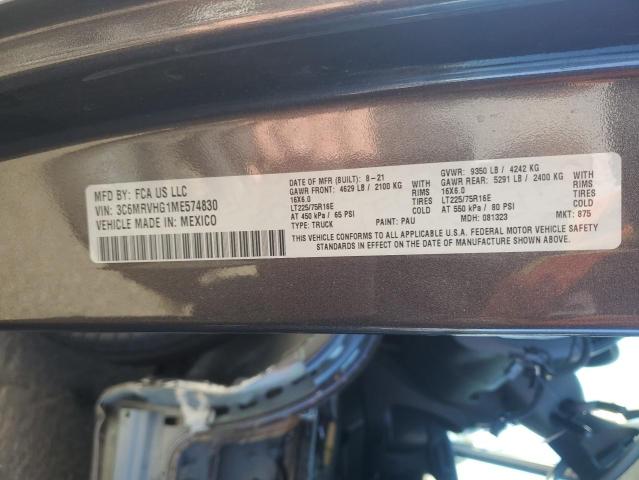 MFD BY: FCA US LLC
VIN: 3C6MRVHG1ME574830
VEHICLE MADE IN: MEXICO
DATE OF MFR (BUILT): 8-21
GAWR FRONT: 4629 LB / 2100 KG
16X6.0
LT225/75R16E
AT 450 kPa / 65 PSI
TYPE: TRUCK
WITH
RIMS
TIRES
COLD
PAINT: PAU
GVWR: 9350 LB / 4242 KG
GAWR REAR: 5291 LB / 2400 KG
16X6.0
LT225/75R16E
AT 550 kPa / 80 PSI
MDH: 081323
WITH
RIMS
TIRES
COLD
MKT: 875
THIS VEHICLE CONFORMS TO ALL APPLICABLE U.S.A. FEDERAL MOTOR VEHICLE SAFETY
STANDARDS IN EFFECT ON THE DATE OF MANUFACTURE SHOWN ABOVE.